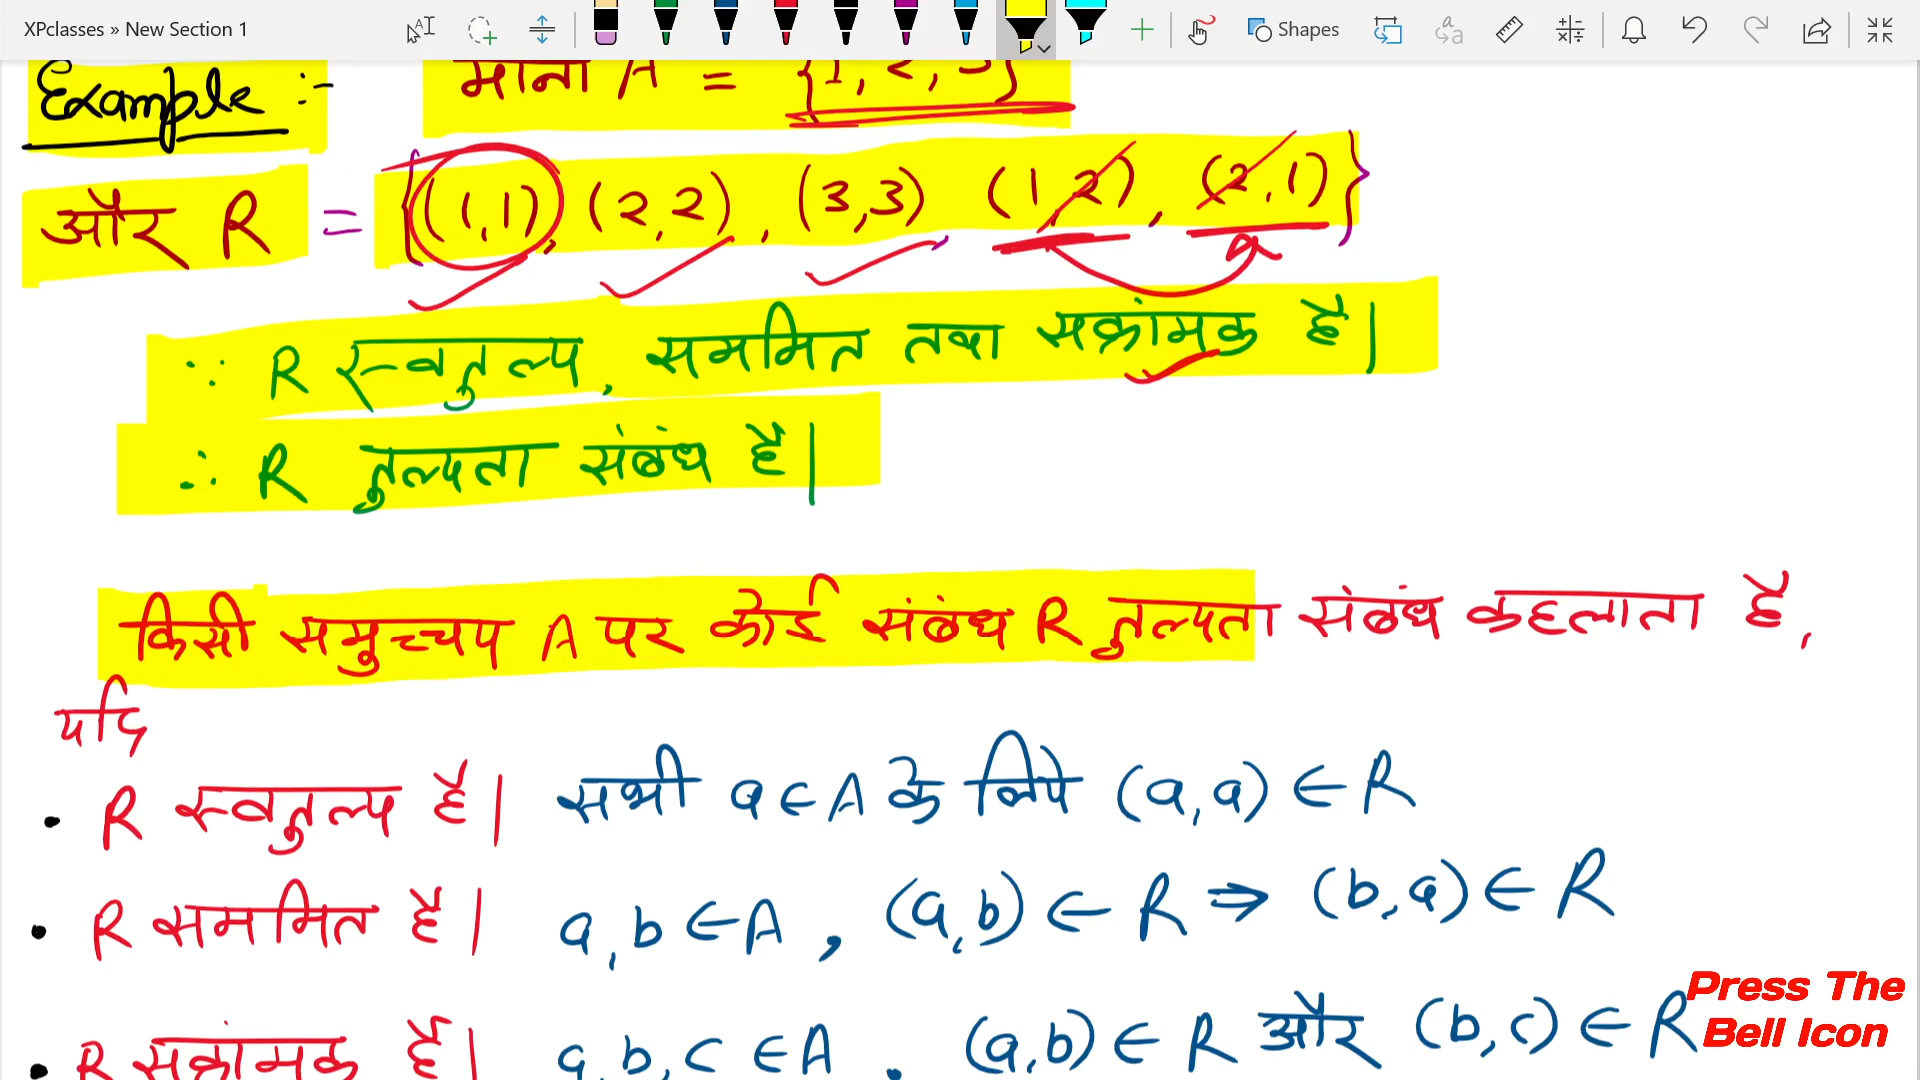 XPclasses » New Section 1
Shapes
Example :- माना A = {1, 2, 3}
और R = {(1,1), (2,2), (3,3) (1,2), (2,1)}
∵ R स्वतुल्य, सममित तथा सक्रांमक है|
∴ R तुल्यता संबंध है|
किसी समुच्चय A पर कोई संबंध R तुल्यता संबंध कहलाता है,
यदि
• R स्वतुल्य है| सभी a ∈ A के लिये (a,a) ∈ R
• R सममित है| a, b ∈ A, (a,b) ∈ R ⇒ (b,a) ∈ R
• R सक्रांमक है| a, b, c ∈ A, (a,b) ∈ R और (b,c) ∈ R
Press The
Bell Icon